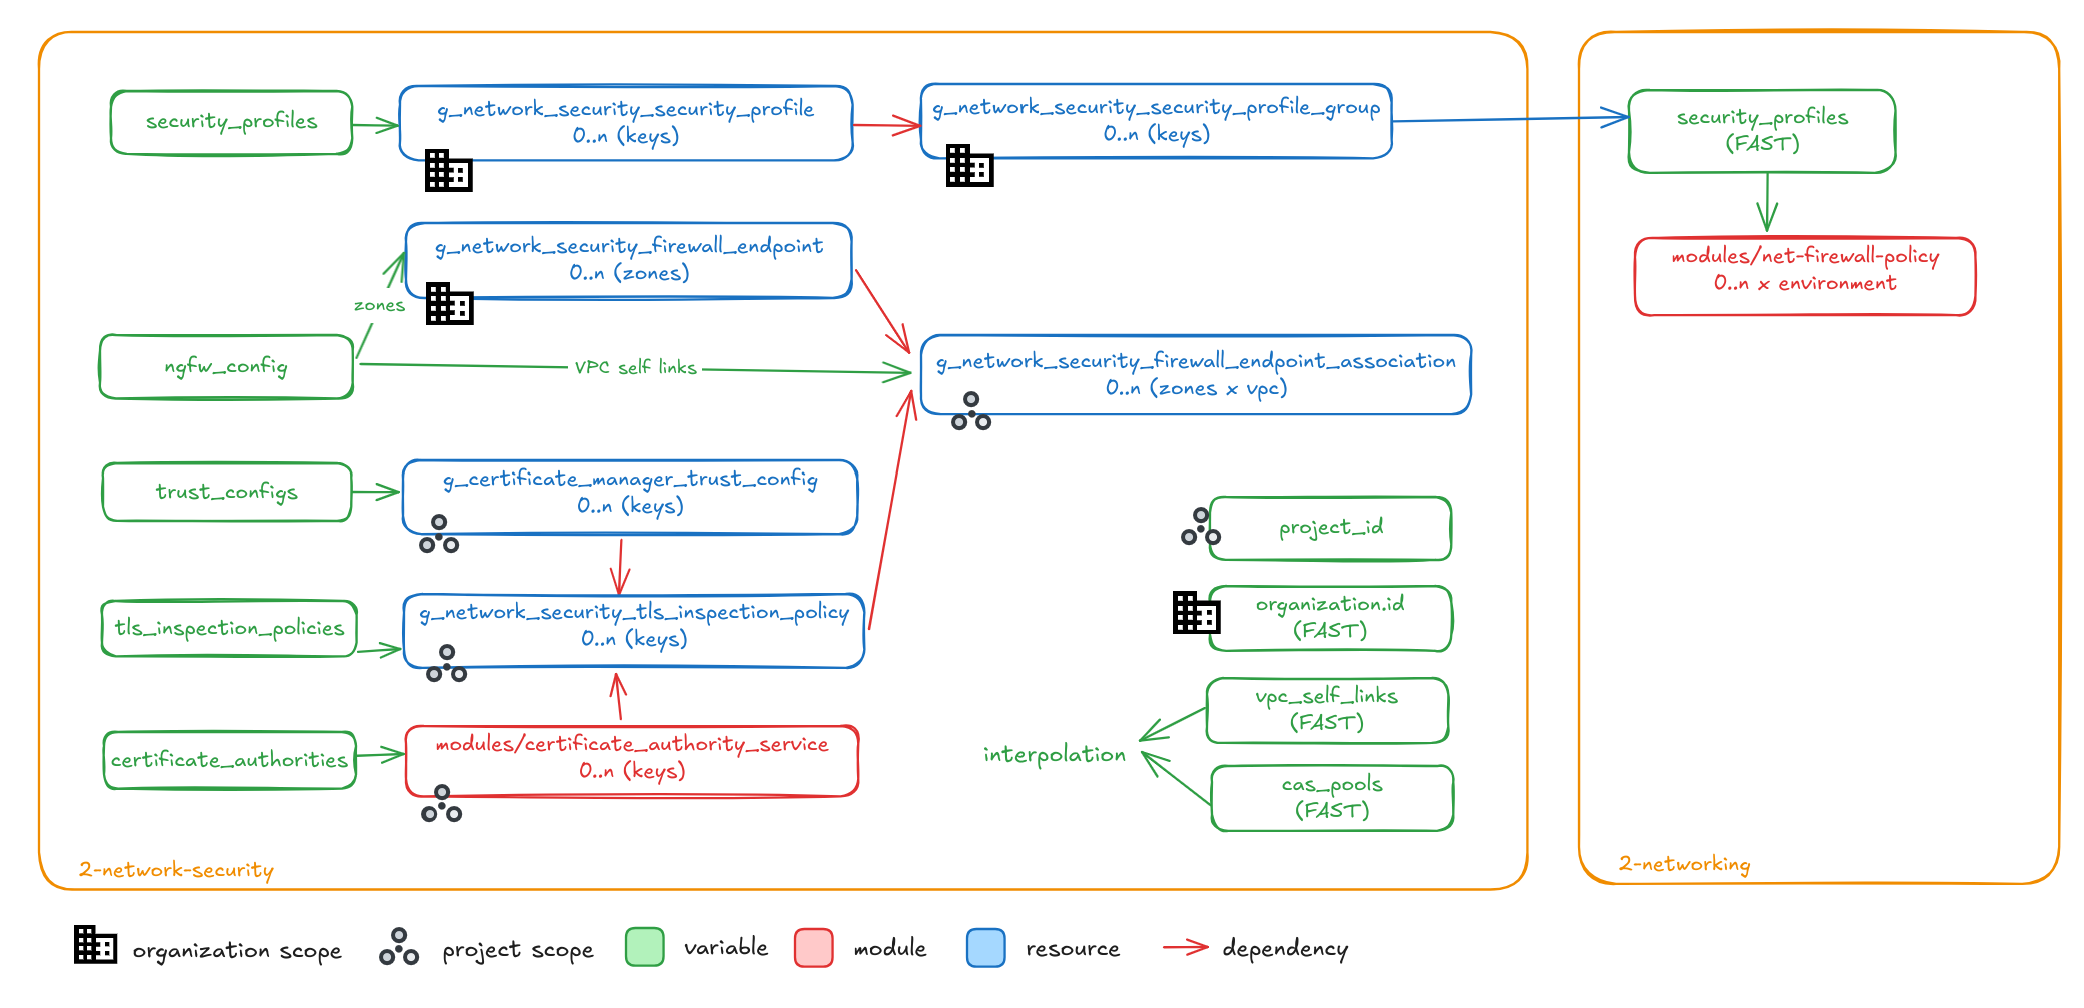 security_profiles
g_network_security_security_profile
0..n (keys)
g_network_security_security_profile_group
0..n (keys)
security_profiles
(FAST)
modules/net-firewall-policy
0..n x environment
g_network_security_firewall_endpoint
0..n (zones)
zones
ngfw_config
VPC self links
g_network_security_firewall_endpoint_association
0..n (zones x vpc)
trust_configs
g_certificate_manager_trust_config
0..n (keys)
project_id
tls_inspection_policies
g_network_security_tls_inspection_policy
0..n (keys)
organization.id
(FAST)
certificate_authorities
modules/certificate_authority_service
0..n (keys)
interpolation
vpc_self_links
(FAST)
cas_pools
(FAST)
2-network-security
2-networking
organization scope
project scope
variable
module
resource
dependency